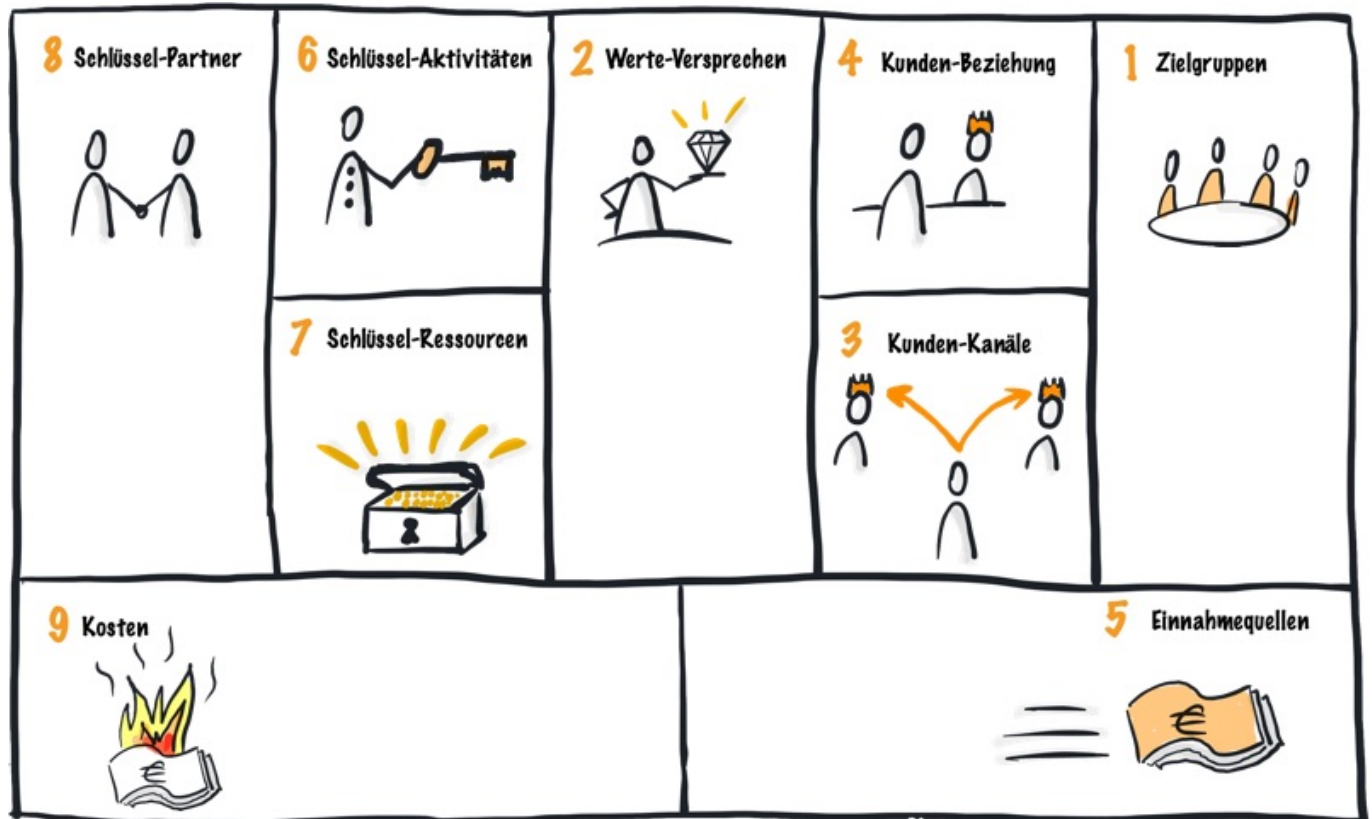 8 Schlüssel-Partner
6 Schlüssel-Aktivitäten
2 Werte-Versprechen
4 Kunden-Beziehung
1 Zielgruppen
7 Schlüssel-Ressourcen
3 Kunden-Kanäle
9 Kosten
€
5 Einnahmequellen
€